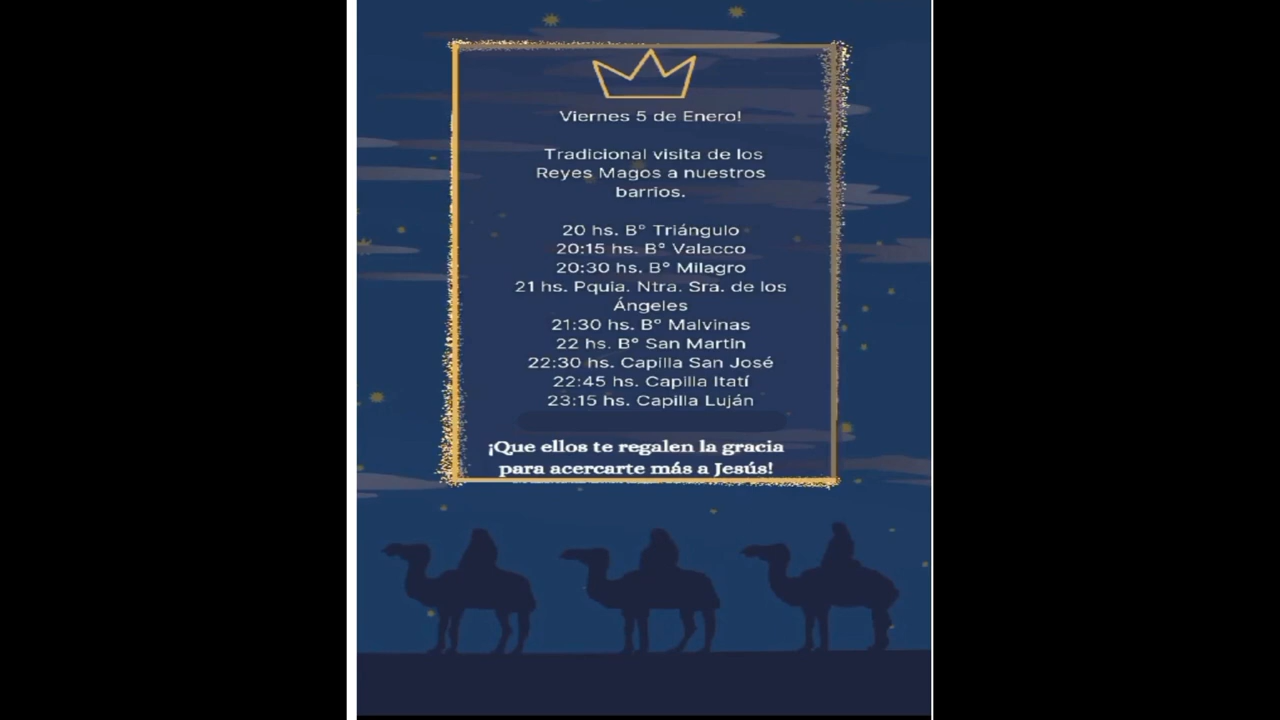 Viernes 5 de Enero!
Tradicional visita de los
Reyes Magos a nuestros
barrios.
20 hs. B° Triángulo
20:15 hs. B° Valacco
20:30 hs. B° Milagro
21 hs. Pquia. Ntra. Sra. de los
Ángeles
21:30 hs. B° Malvinas
22 hs. B° San Martin
22:30 hs. Capilla San José
22:45 hs. Capilla Itatí
23:15 hs. Capilla Luján
¡Que ellos te regalen la gracia
para acercarte más a Jesús!